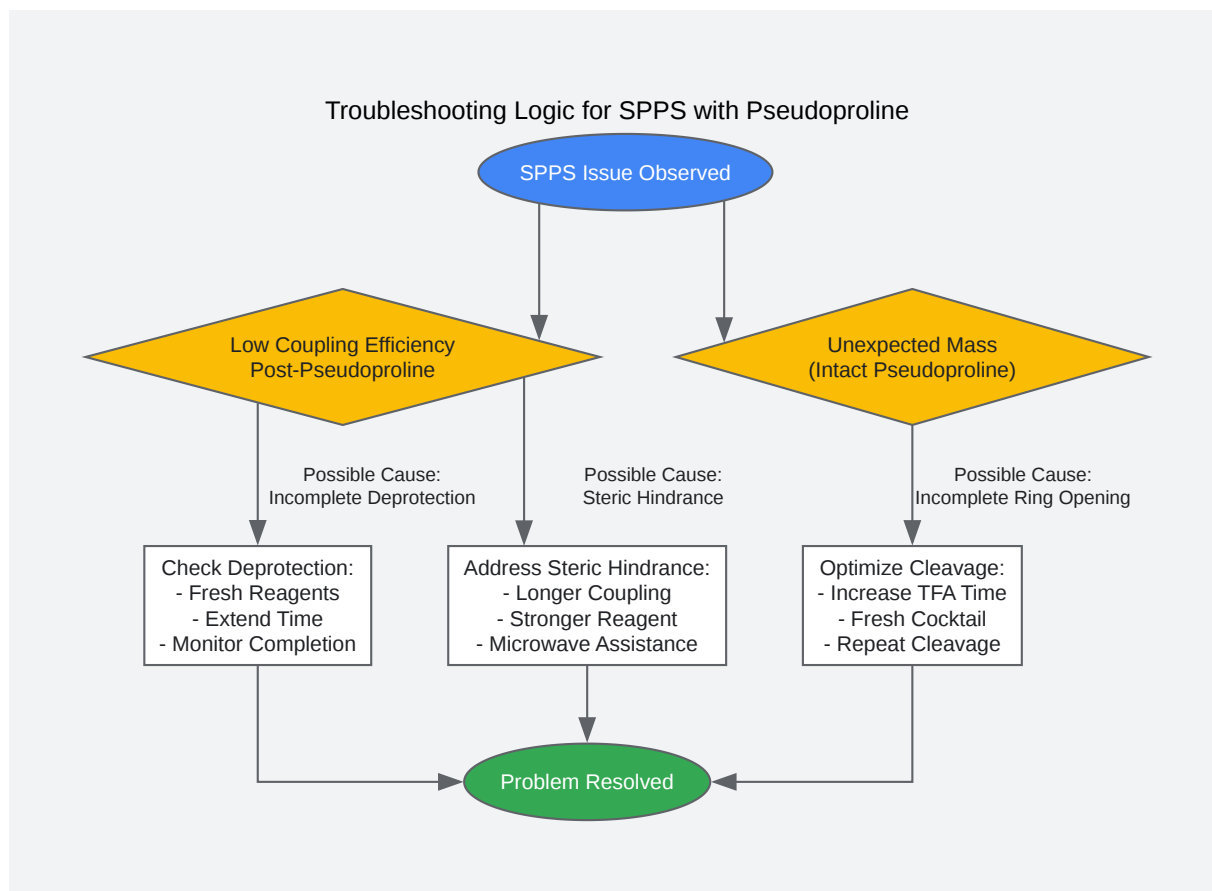 Troubleshooting Logic for SPPS with Pseudoproline
SPPS Issue Observed
Low Coupling Efficiency
Post-Pseudoproline
Unexpected Mass
(Intact Pseudoproline)
Possible Cause:
Incomplete Deprotection
Possible Cause:
Steric Hindrance
Possible Cause:
Incomplete Ring Opening
Check Deprotection:
- Fresh Reagents
- Extend Time
- Monitor Completion
Address Steric Hindrance:
- Longer Coupling
- Stronger Reagent
- Microwave Assistance
Optimize Cleavage:
- Increase TFA Time
- Fresh Cocktail
- Repeat Cleavage
Problem Resolved